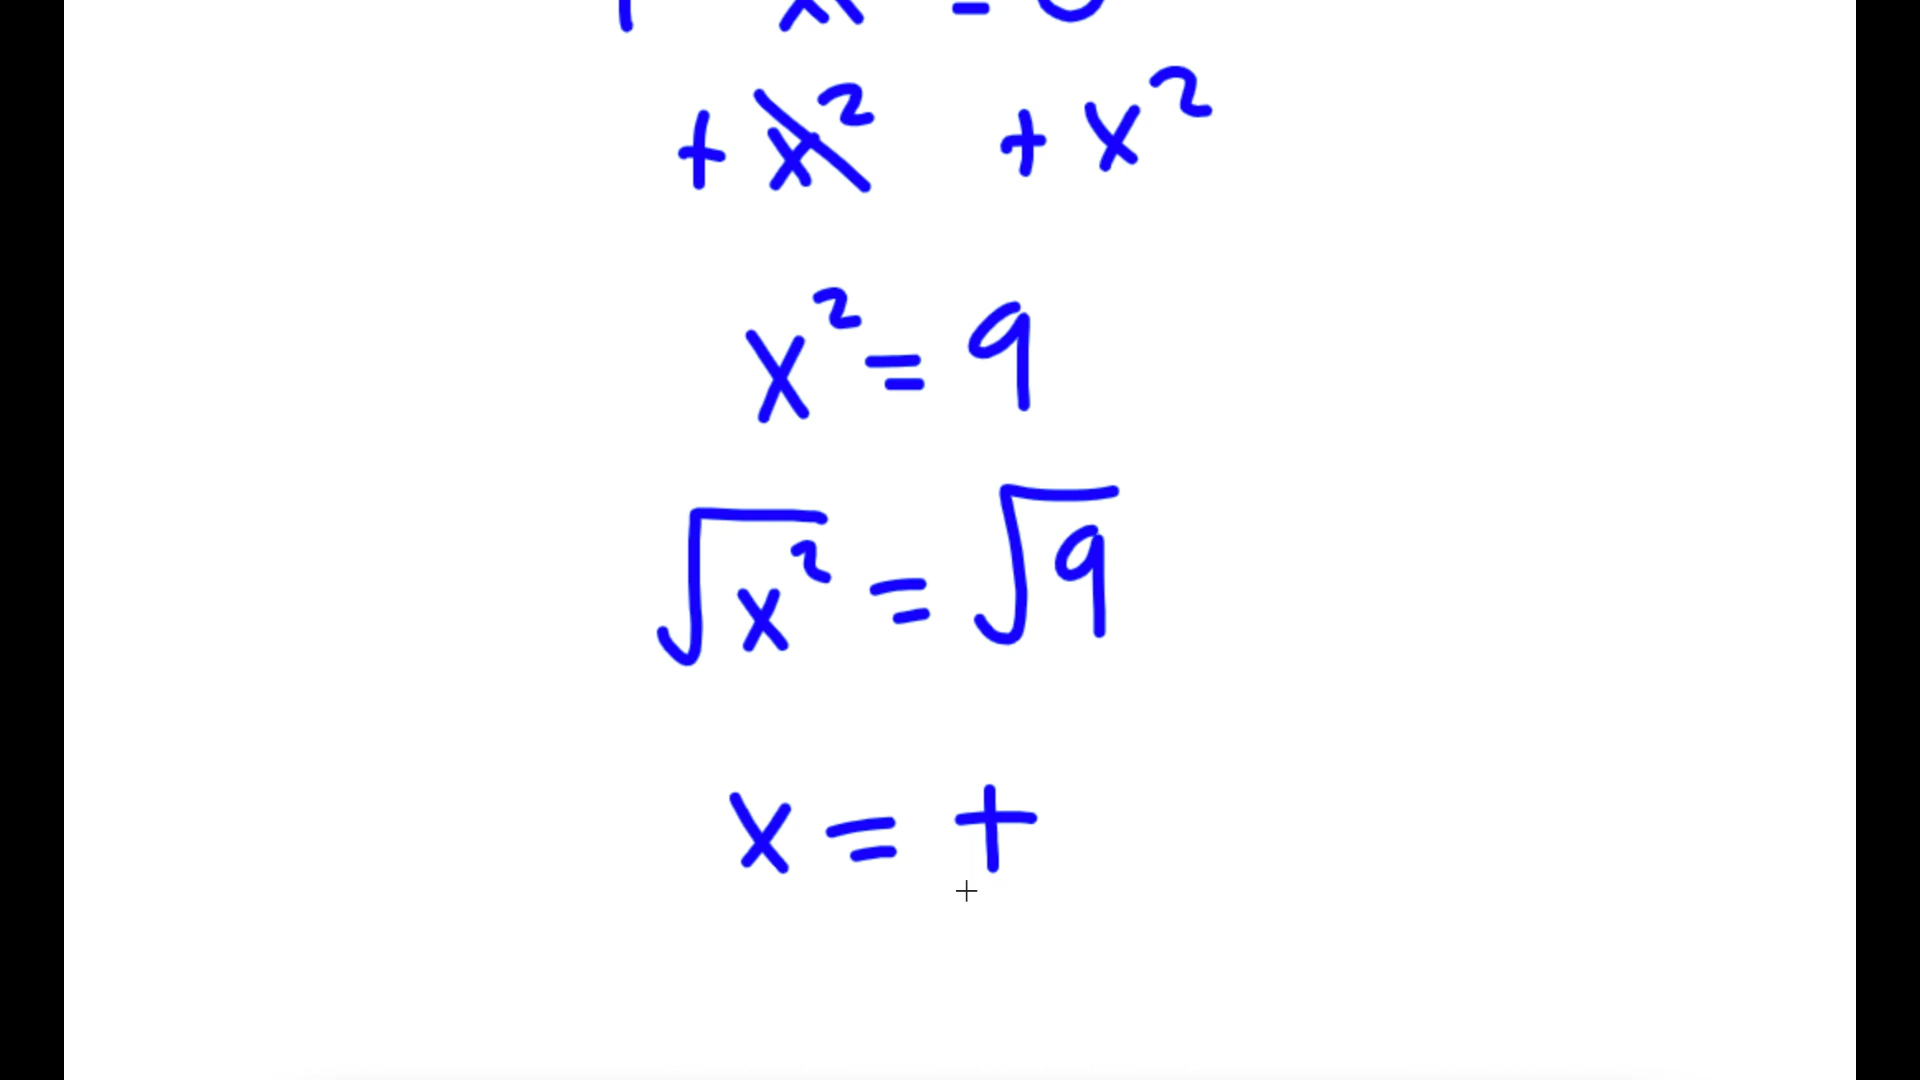 = 
+ x² + x²
x² = 9
√x² = √9
x = +